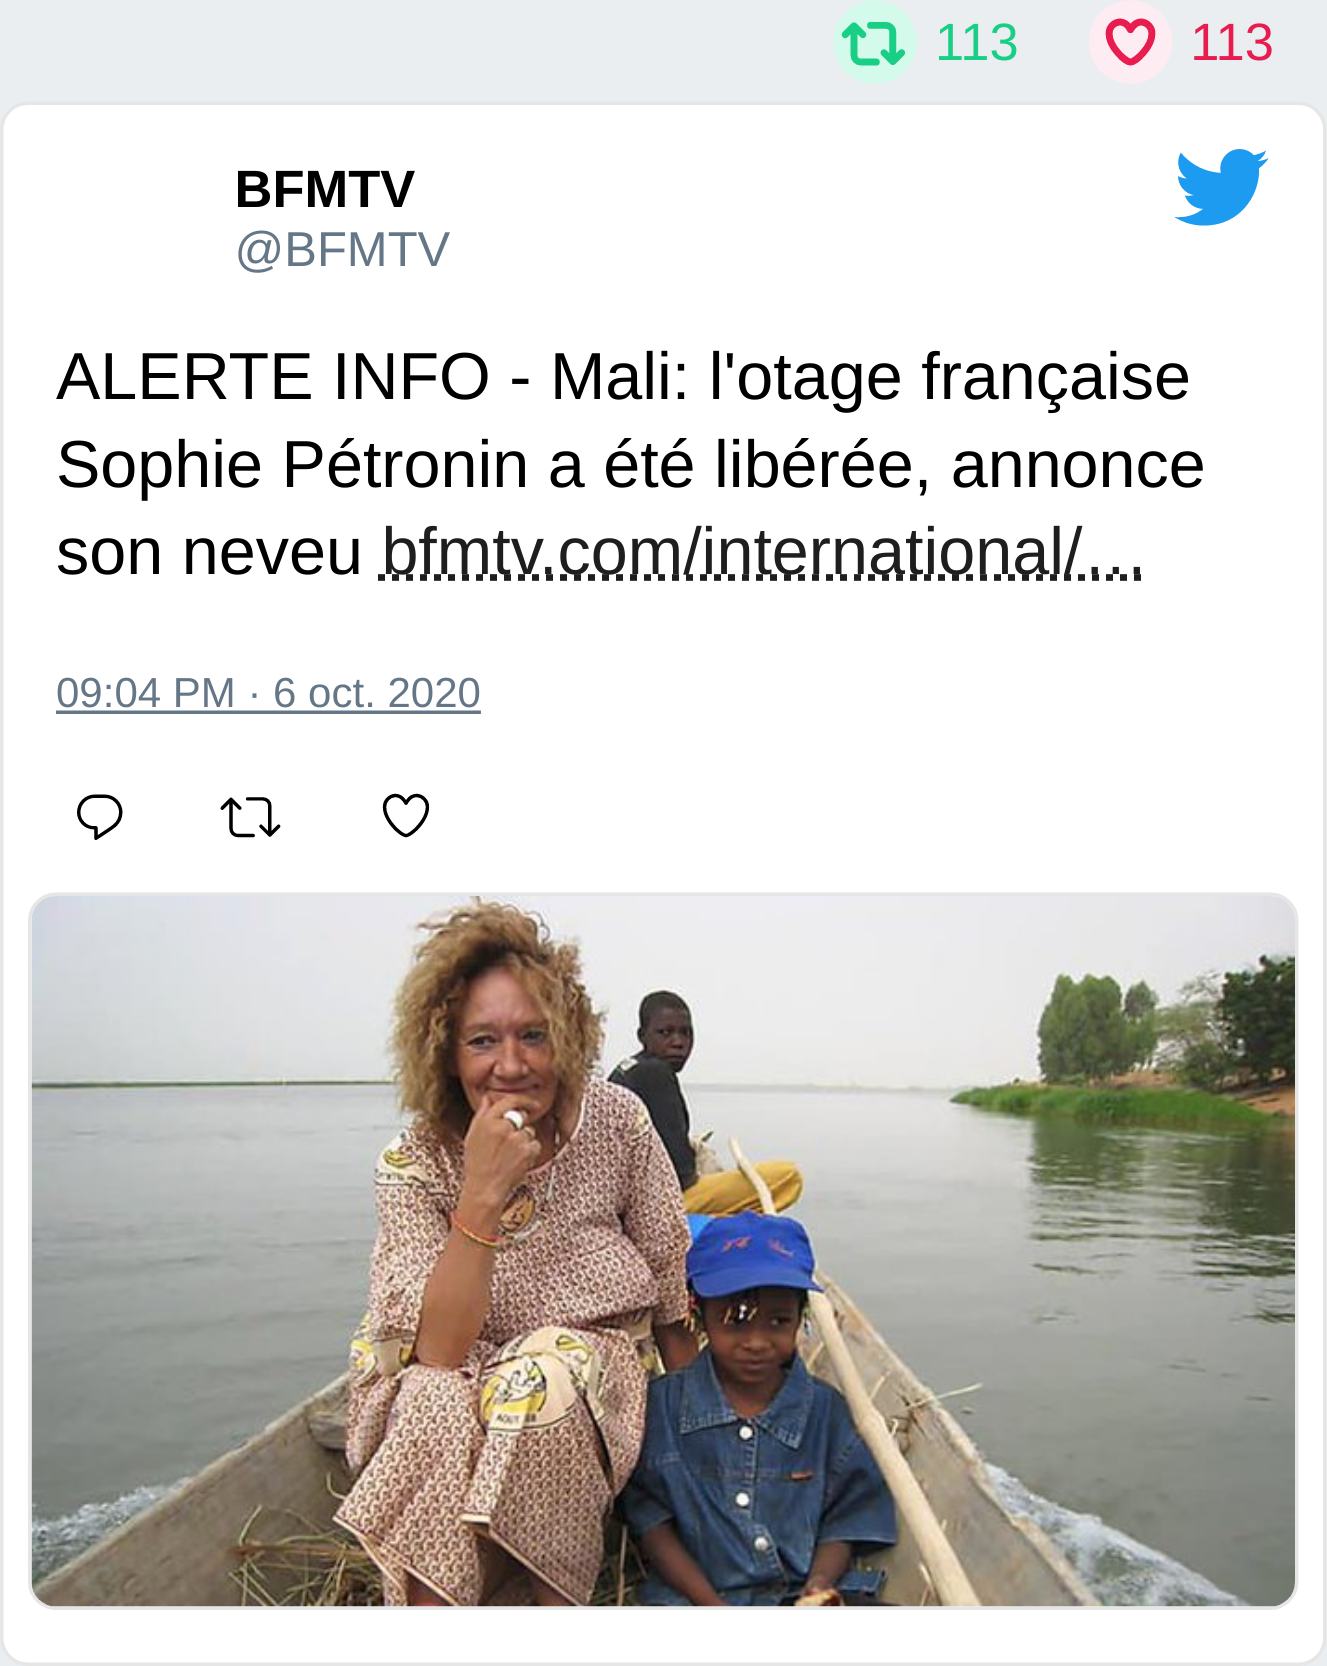 113 113
BFMTV
@BFMTV
ALERTE INFO - Mali: l'otage française
Sophie Pétronin a été libérée, annonce
son neveu bfmtv.com/international/…
09:04 PM · 6 oct. 2020